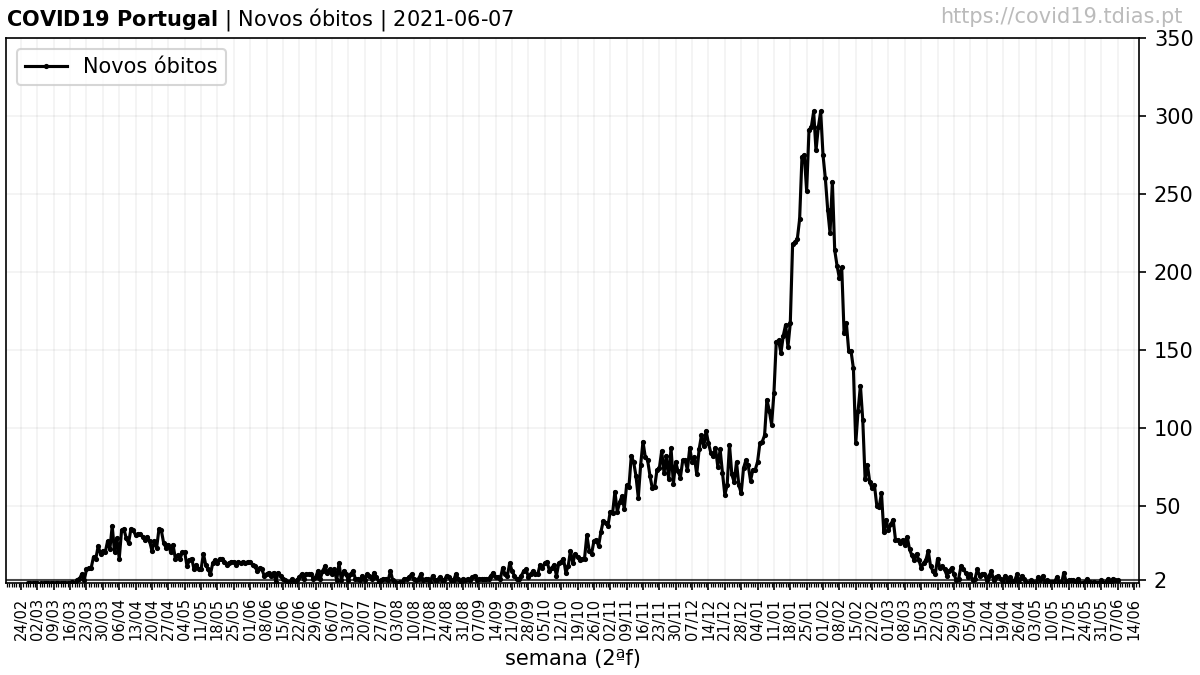 COVID19 Portugal | Novos óbitos | 2021-06-07
https://covid19.tdias.pt
Novos óbitos
350
300
250
200
150
100
50
2
24/02 02/03 09/03 16/03 23/03 30/03 06/04 13/04 20/04 27/04 04/05 11/05 18/05 25/05 01/06 08/06 15/06 22/06 29/06 06/07 13/07 20/07 27/07 03/08 10/08 17/08 24/08 31/08 07/09 14/09 21/09 28/09 05/10 12/10 19/10 26/10 02/11 09/11 16/11 23/11 30/11 07/12 14/12 21/12 28/12 04/01 11/01 18/01 25/01 01/02 08/02 15/02 22/02 01/03 08/03 15/03 22/03 29/03 05/04 12/04 19/04 26/04 03/05 10/05 17/05 24/05 31/05 07/06 14/06
semana (2ªf)